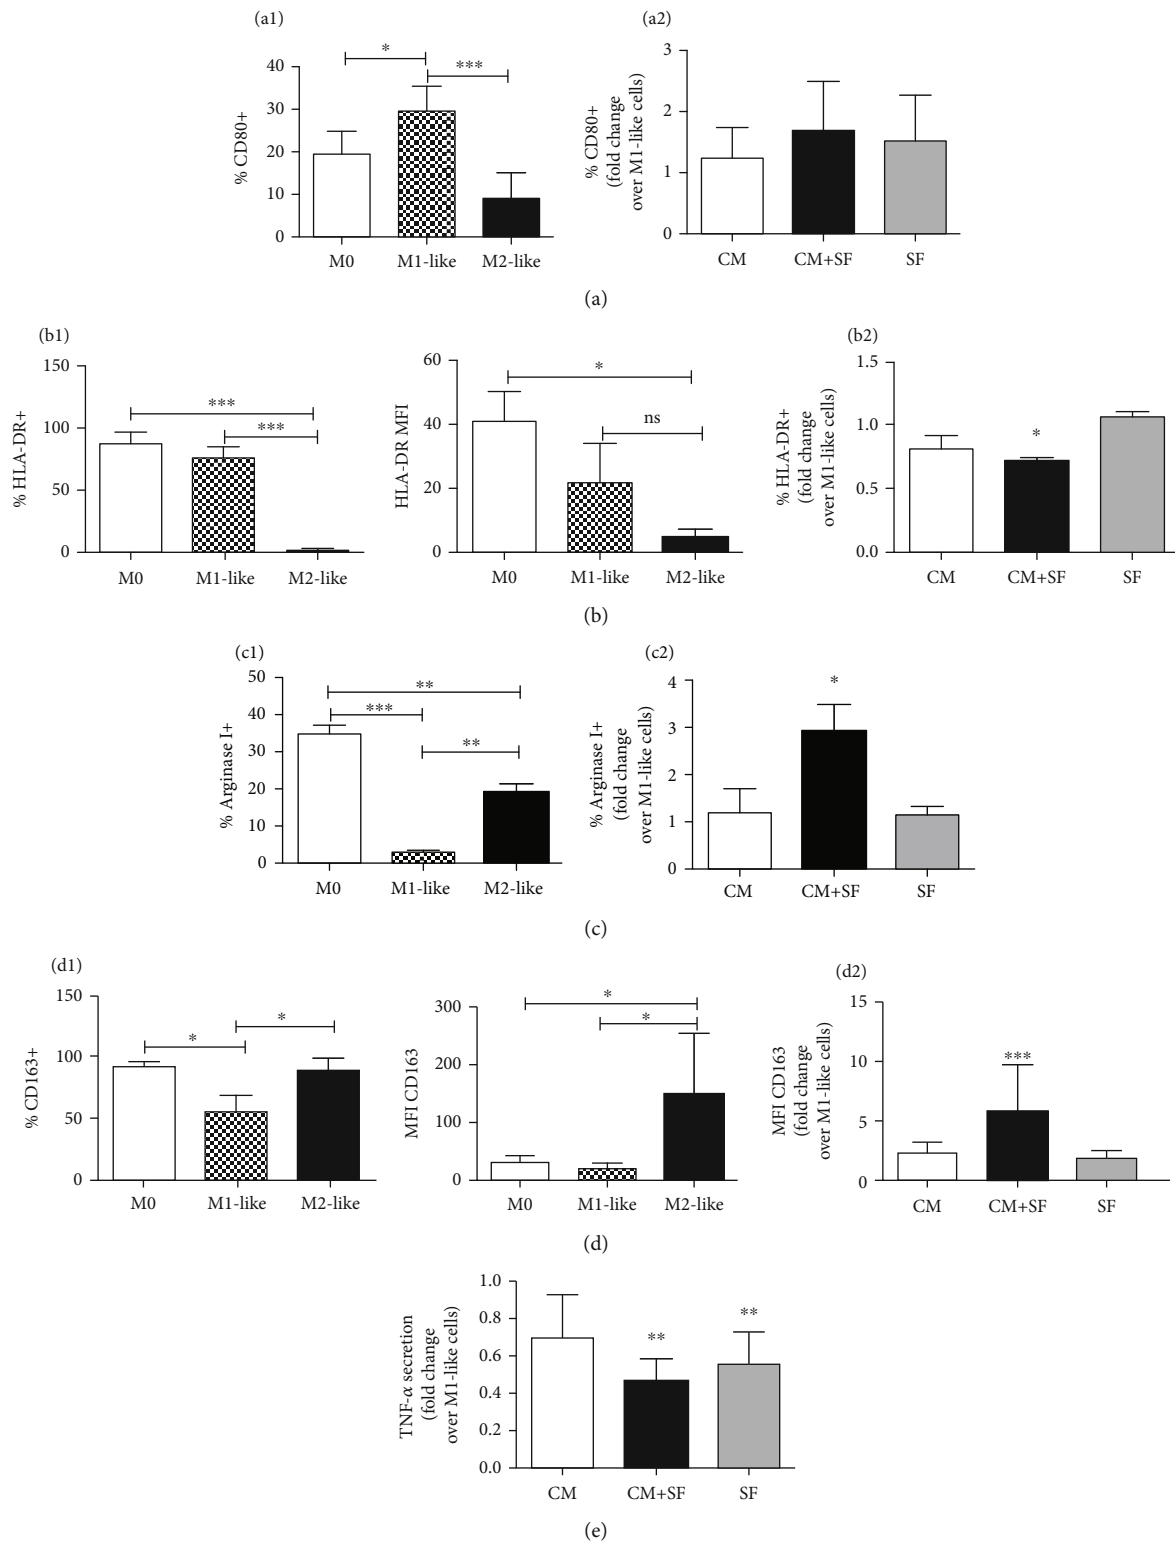 (a1)
% CD80+
40
30
20
10
0
*
***
M0 M1-like M2-like
(a2)
% CD80+
(fold change
over M1-like cells)
3
2
1
0
CM CM+SF SF
(a)
(b1)
% HLA-DR+
150
100
50
0
***
***
M0 M1-like M2-like
HLA-DR MFI
60
40
20
0
*
ns
M0 M1-like M2-like
(b2)
% HLA-DR+
(fold change
over M1-like cells)
1.5
1.0
0.5
0.0
*
CM CM+SF SF
(b)
(c1)
% Arginase I+
50
40
30
20
10
0
**
***
**
M0 M1-like M2-like
(c2)
% Arginase I+
(fold change
over M1-like cells)
4
3
2
1
0
*
CM CM+SF SF
(c)
(d1)
% CD163+
150
100
50
0
*
*
M0 M1-like M2-like
MFI CD163
300
200
100
0
*
*
M0 M1-like M2-like
(d2)
MFI CD163
(fold change
over M1-like cells)
15
10
5
0
***
CM CM+SF SF
(d)
TNF-α secretion
(fold change
over M1-like cells)
1.0
0.8
0.6
0.4
0.2
0.0
**
**
CM CM+SF SF
(e)